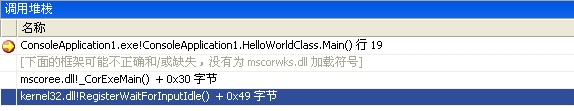 调用堆栈
名称
ConsoleApplication1.exe!ConsoleApplication1.HelloWorldClass.Main() 行 19
[下面的框架可能不正确和/或缺失，没有为 mscorwks.dll 加载符号]
mscoree.dll!_CorExeMain() + 0x30 字节
kernel32.dll!RegisterWaitForInputIdle() + 0x49 字节